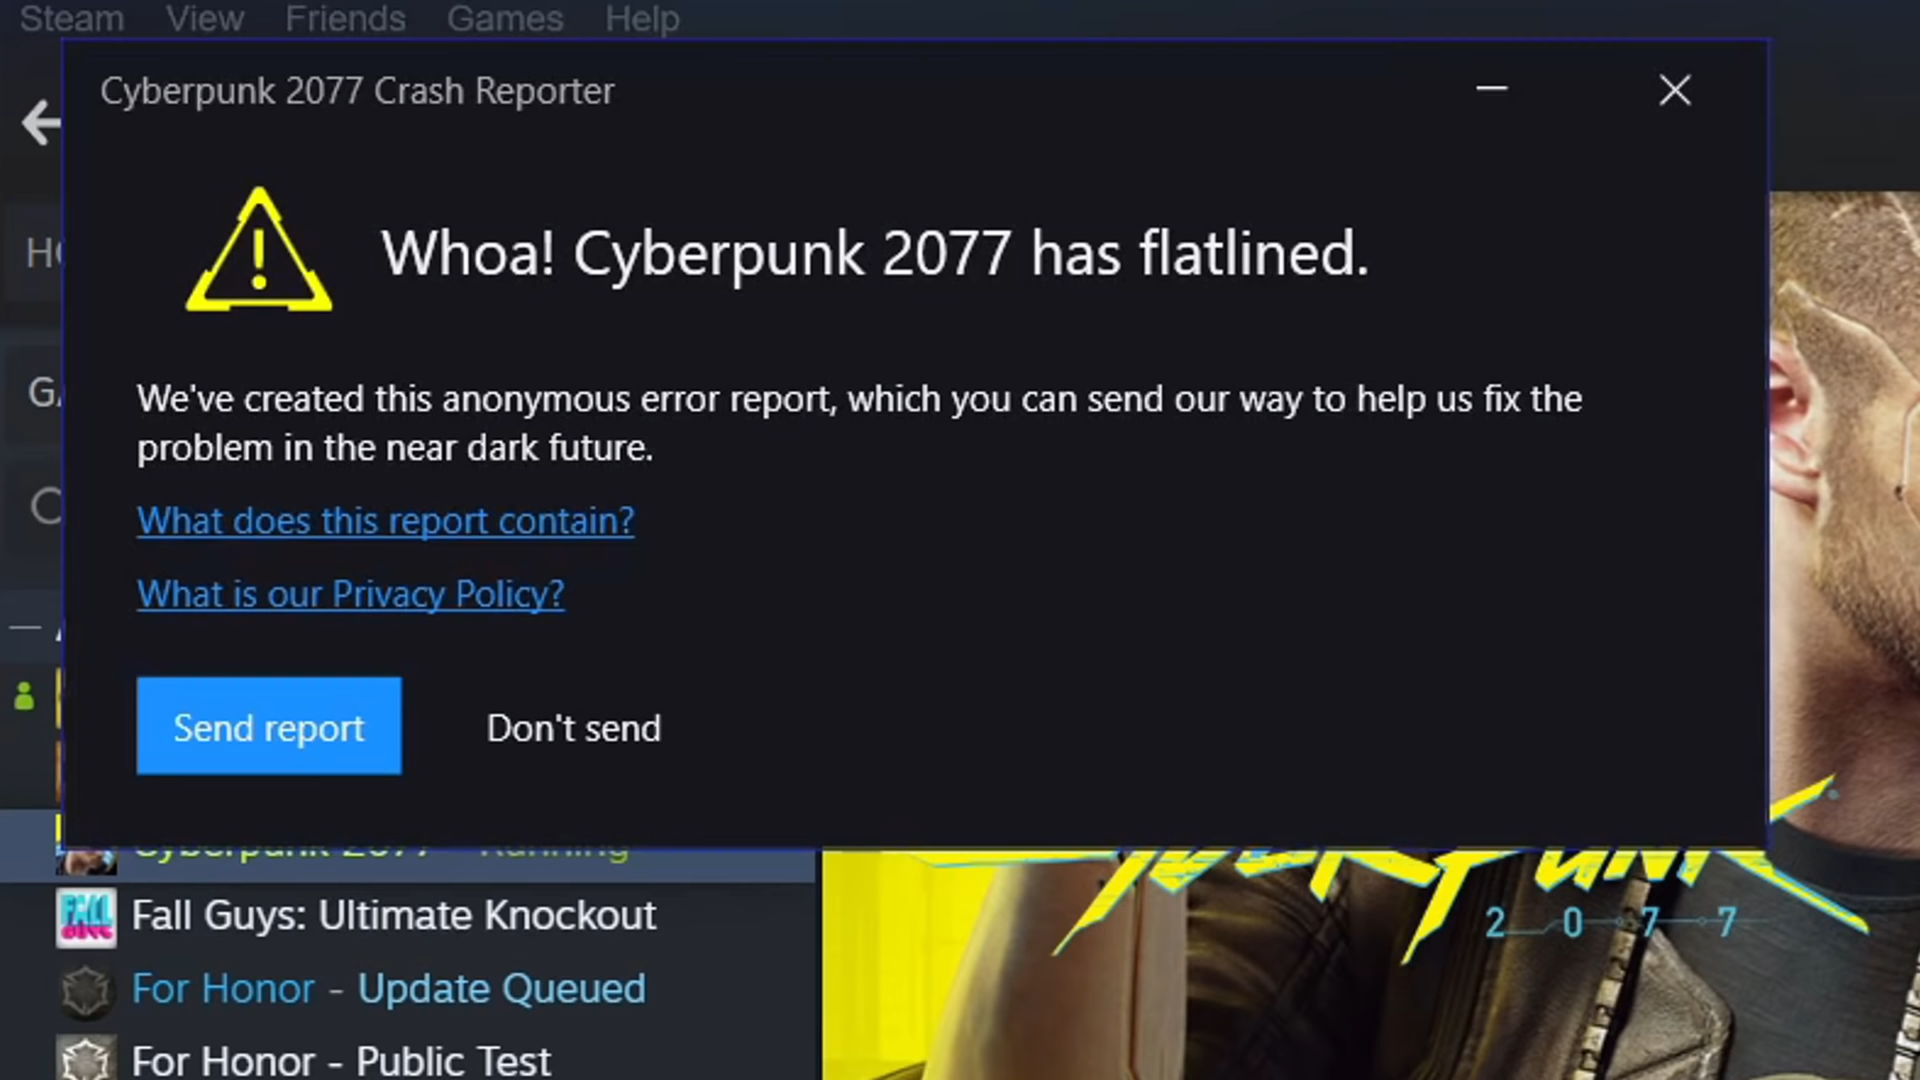 Steam View Friends Games Help
Cyberpunk 2077 Crash Reporter
Whoa! Cyberpunk 2077 has flatlined.
We've created this anonymous error report, which you can send our way to help us fix the
problem in the near dark future.
What does this report contain?
What is our Privacy Policy?
Send report Don't send
Cyberpunk 2077 - Running
Fall Guys: Ultimate Knockout
For Honor - Update Queued
For Honor - Public Test
2077